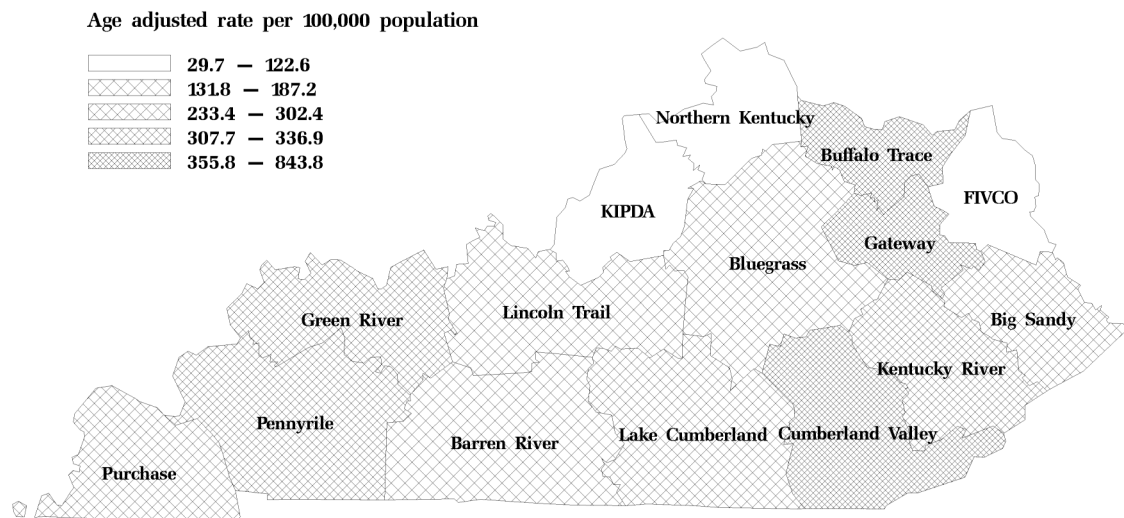 Age adjusted rate per 100,000 population
29.7 – 122.6
131.8 – 187.2
233.4 – 302.4
307.7 – 336.9
355.8 – 843.8
Northern Kentucky
Buffalo Trace
FIVCO
KIPDA
Gateway
Bluegrass
Lincoln Trail
Green River
Big Sandy
Kentucky River
Pennyrile
Barren River
Lake Cumberland
Cumberland Valley
Purchase